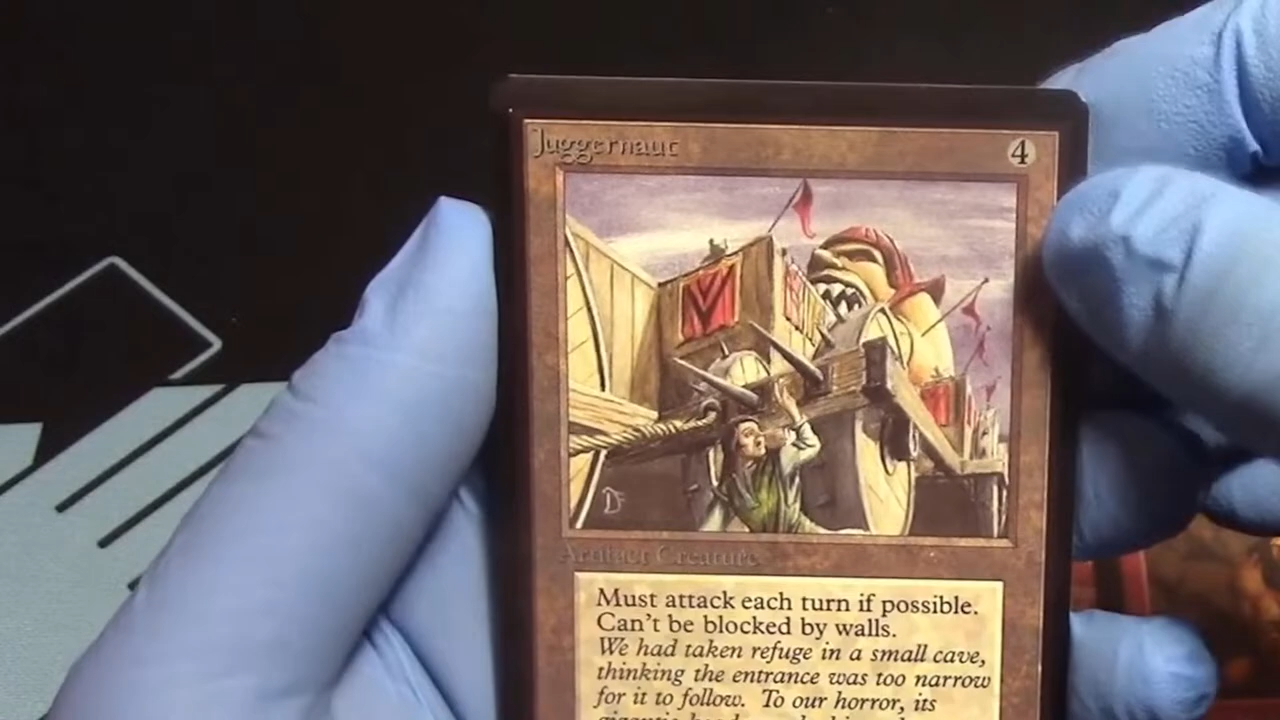 Juggernaut
4
DF
Artifact Creature
Must attack each turn if possible.
Can't be blocked by walls.
We had taken refuge in a small cave,
thinking the entrance was too narrow
for it to follow. To our horror, its